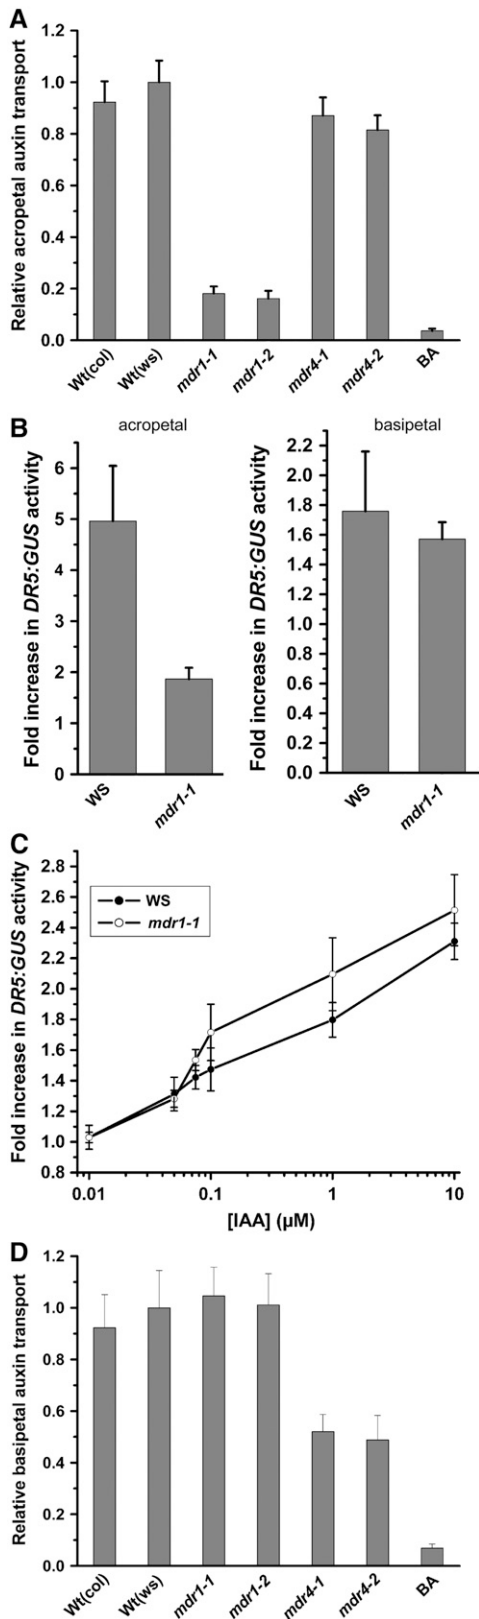 A
Relative acropetal auxin transport
1.2
1.0
0.8
0.6
0.4
0.2
0.0
Wt(col)
Wt(ws)
mdr1-1
mdr1-2
mdr4-1
mdr4-2
BA
B
acropetal
Fold increase in DR5:GUS activity
6
5
4
3
2
1
0
WS
mdr1-1
basipetal
Fold increase in DR5:GUS activity
2.2
2.0
1.8
1.6
1.4
1.2
1.0
0.8
0.6
0.4
0.2
0.0
WS
mdr1-1
C
Fold increase in DR5:GUS activity
2.8
2.6
2.4
2.2
2.0
1.8
1.6
1.4
1.2
1.0
0.8
WS
mdr1-1
0.01
0.1
1
10
[IAA] (µM)
D
Relative basipetal auxin transport
1.2
1.0
0.8
0.6
0.4
0.2
0.0
Wt(col)
Wt(ws)
mdr1-1
mdr1-2
mdr4-1
mdr4-2
BA